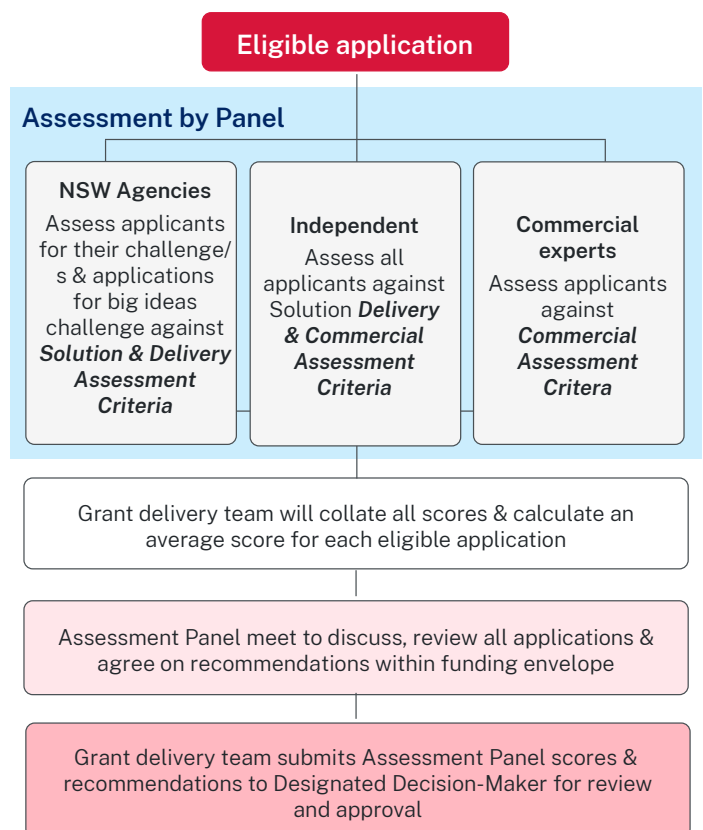 Eligible application
Assessment by Panel
NSW Agencies
Assess applicants
for their challenge/
s & applications
for big ideas
challenge against
Solution & Delivery
Assessment
Criteria
Independent
Assess all
applicants against
Solution Delivery
& Commercial
Assessment
Criteria
Commercial
experts
Assess applicants
against
Commercial
Assessment
Critera
Grant delivery team will collate all scores & calculate an
average score for each eligible application
Assessment Panel meet to discuss, review all applications &
agree on recommendations within funding envelope
Grant delivery team submits Assessment Panel scores &
recommendations to Designated Decision-Maker for review
and approval